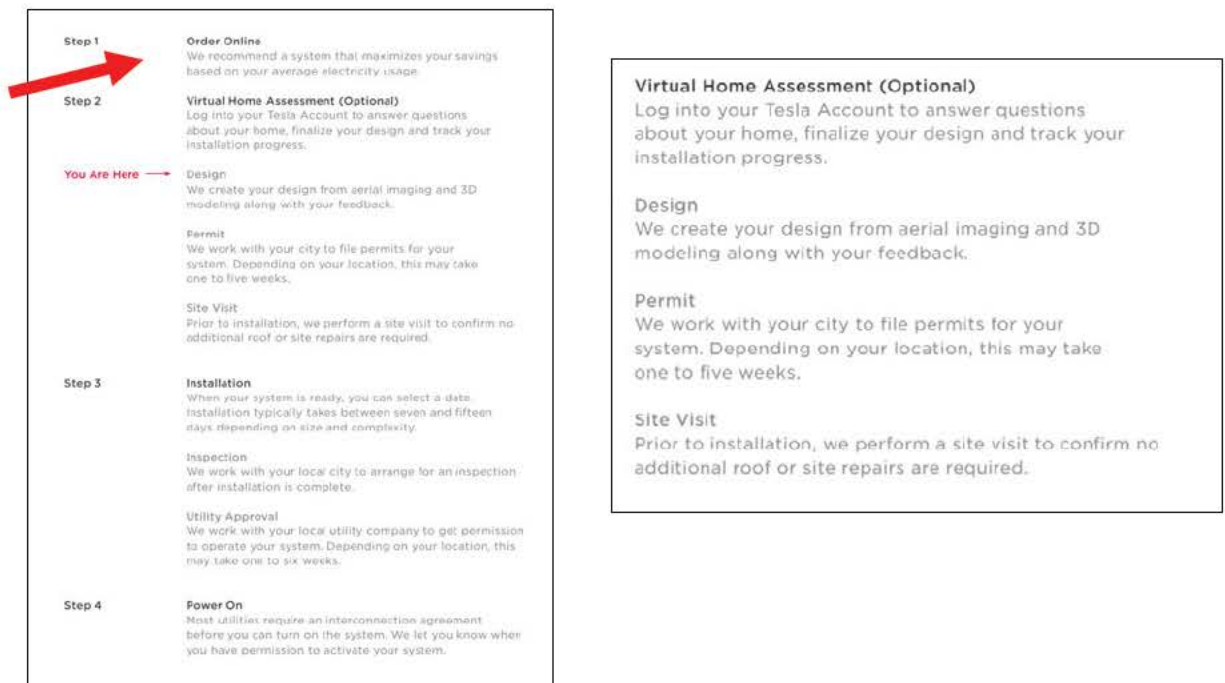 Step 1 Order Online
We recommend a system that maximizes your savings
based on your average electricity usage.
Step 2 Virtual Home Assessment (Optional)
Log into your Tesla Account to answer questions
about your home, finalize your design and track your
installation progress.
You Are Here Design
We create your design from aerial imaging and 3D
modeling along with your feedback.
Permit
We work with your city to file permits for your
system. Depending on your location, this may take
one to five weeks.
Site Visit
Prior to installation, we perform a site visit to confirm no
additional roof or site repairs are required.
Step 3 Installation
When your system is ready, you can select a date.
Installation typically takes between seven and fifteen
days depending on size and complexity.
Inspection
We work with your local city to arrange for an inspection
after installation is complete.
Utility Approval
We work with your local utility company to get permission
to operate your system. Depending on your location, this
may take one to six weeks.
Step 4 Power On
Most utilities require an interconnection agreement
before you can turn on the system. We let you know when
you have permission to activate your system.
Virtual Home Assessment (Optional)
Log into your Tesla Account to answer questions
about your home, finalize your design and track your
installation progress.
Design
We create your design from aerial imaging and 3D
modeling along with your feedback.
Permit
We work with your city to file permits for your
system. Depending on your location, this may take
one to five weeks.
Site Visit
Prior to installation, we perform a site visit to confirm no
additional roof or site repairs are required.